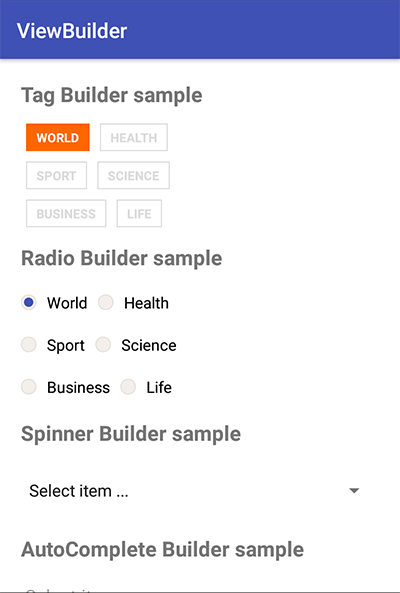 ViewBuilder
Tag Builder sample
WORLD HEALTH
SPORT SCIENCE
BUSINESS LIFE
Radio Builder sample
World Health
Sport Science
Business Life
Spinner Builder sample
Select item ...
AutoComplete Builder sample